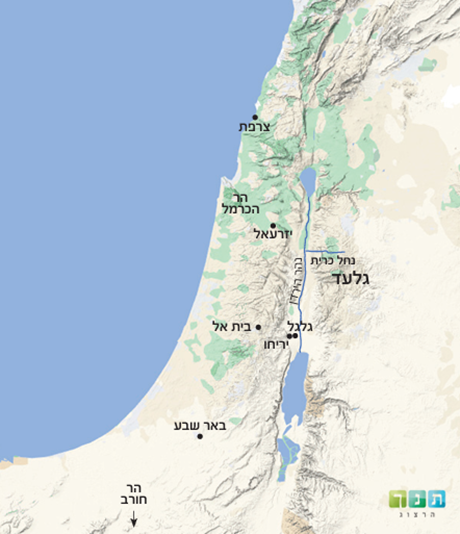 צרפת
הר
הכרמל
יזרעאל
נחל כרית
גלעד
נהר הירדן
בית אל
גלגל
יריחו
באר שבע
הר
חורב
תנך
הרצוג